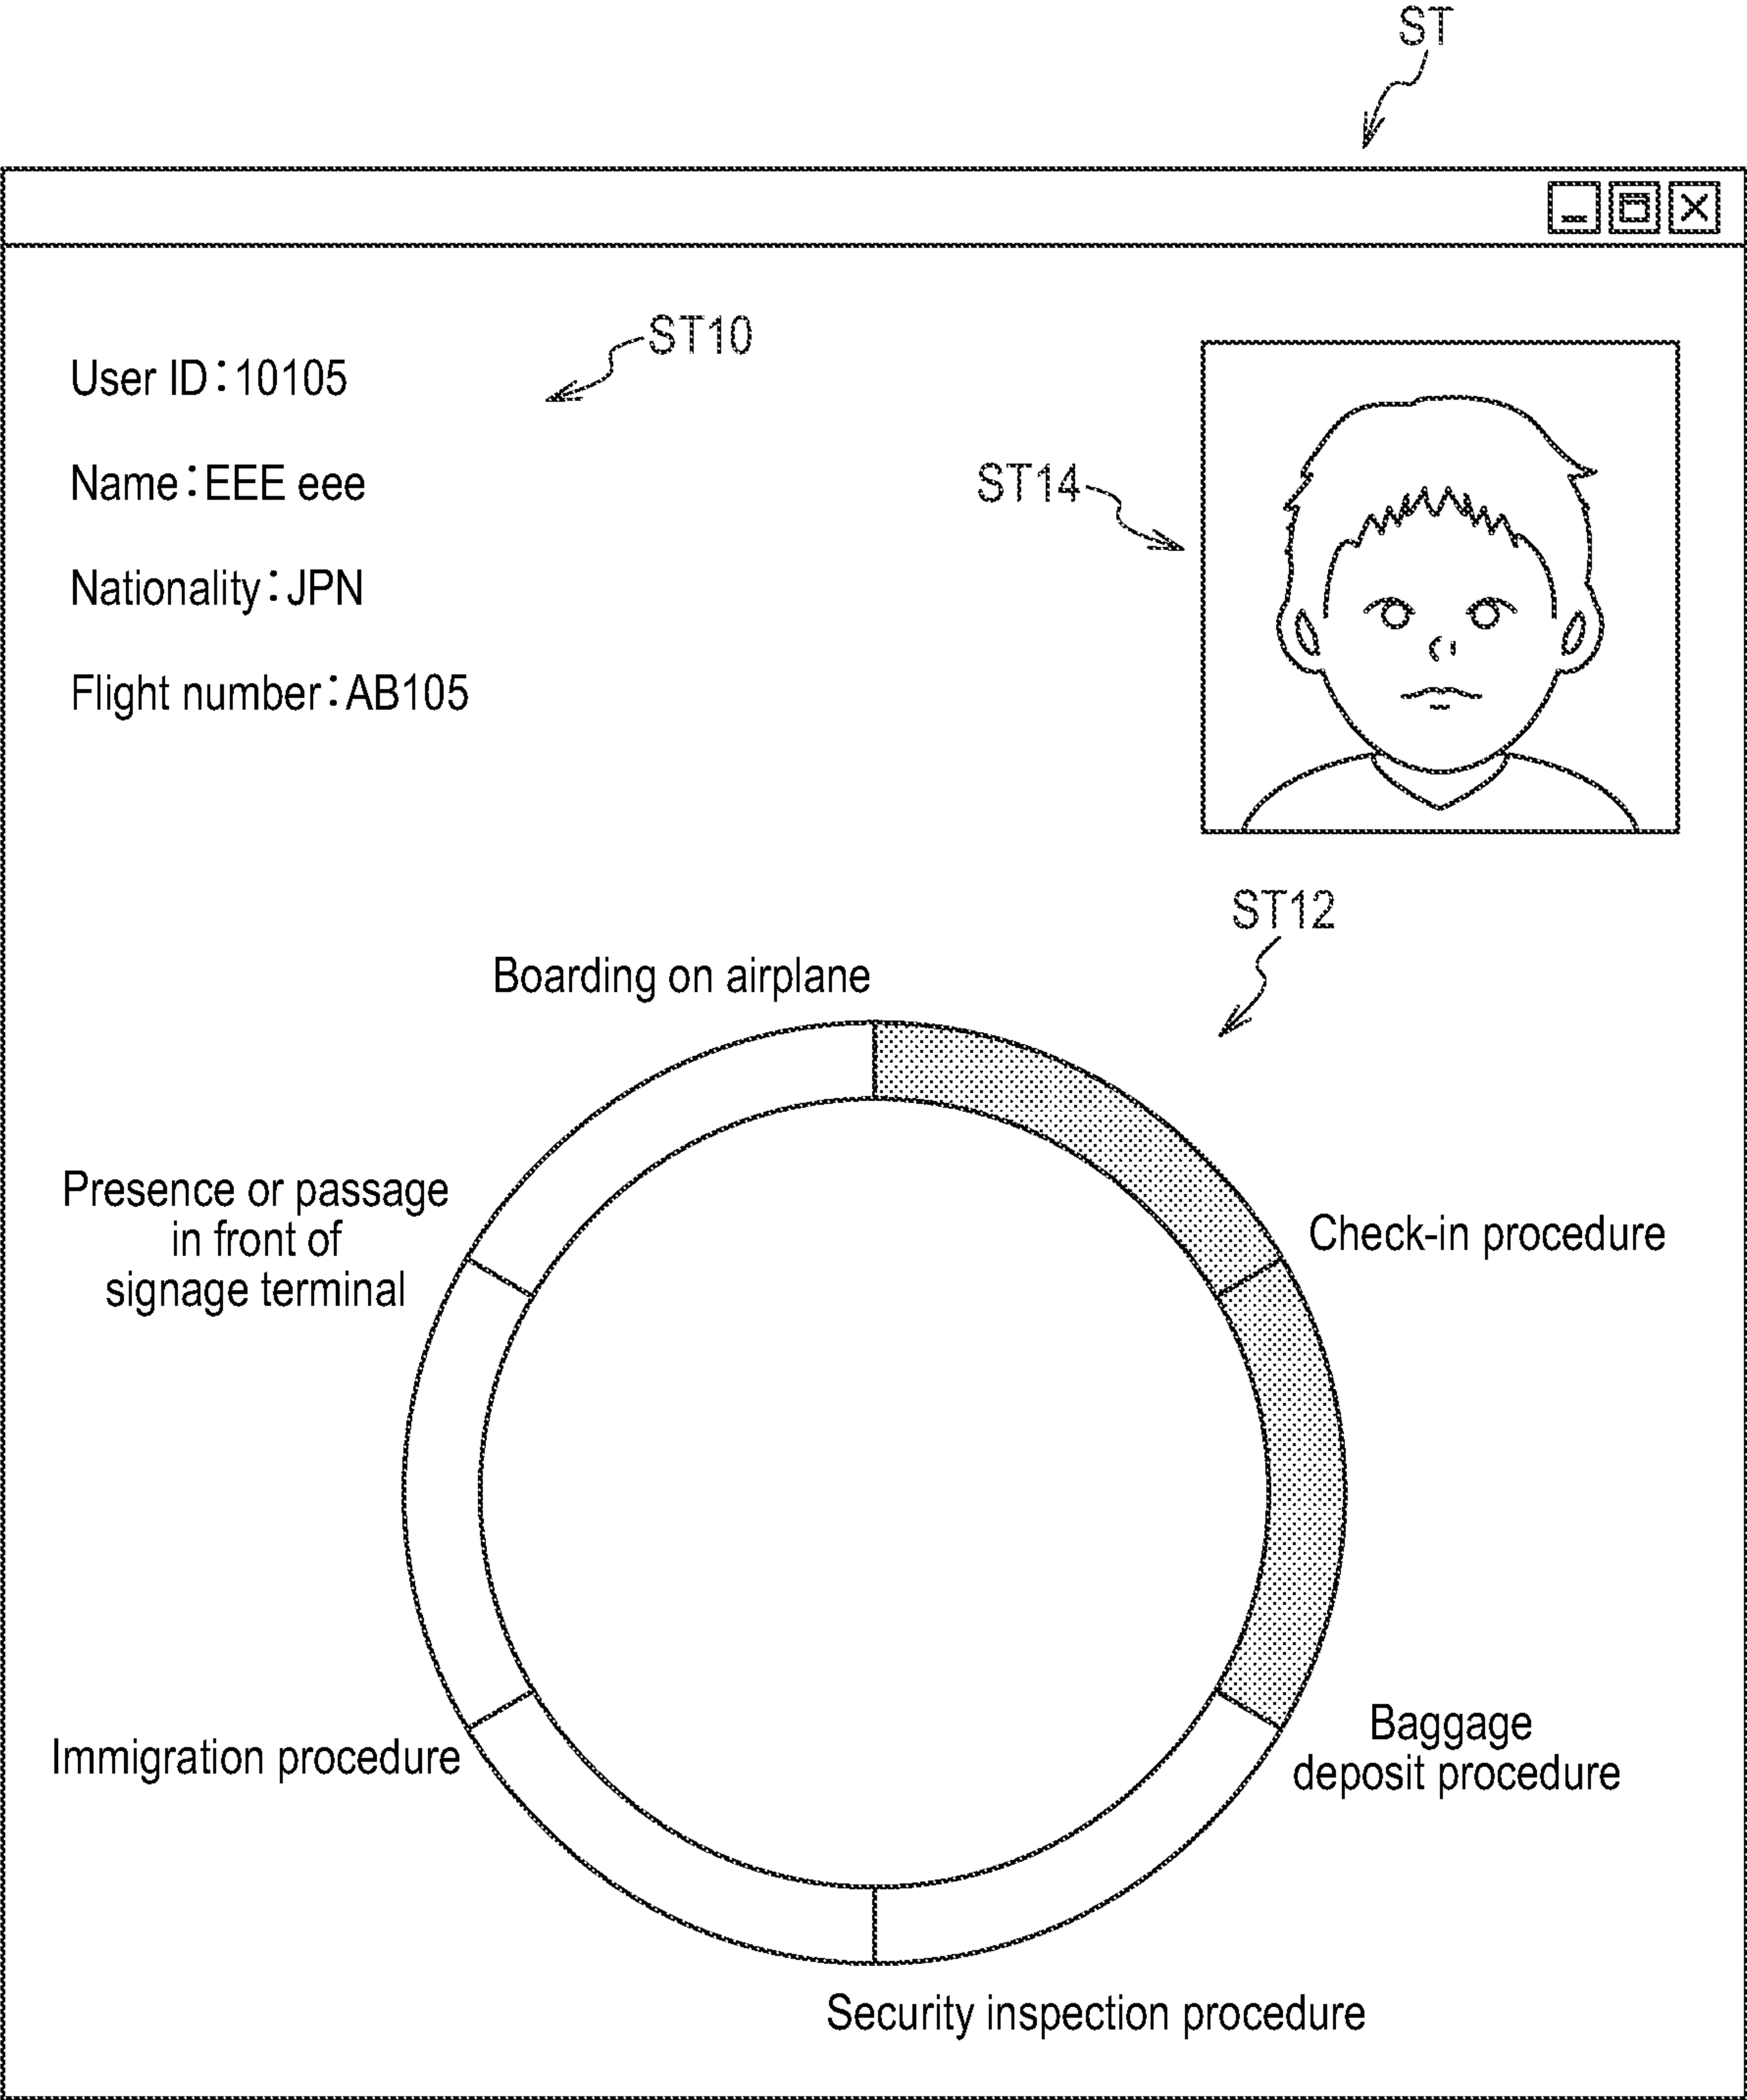 ST
ST10
User ID:10105
Name:EEE eee
ST14
Nationality:JPN
Flight number:AB105
ST12
Boarding on airplane
Presence or passage
in front of
signage terminal
Check-in procedure
Immigration procedure
Baggage
deposit procedure
Security inspection procedure